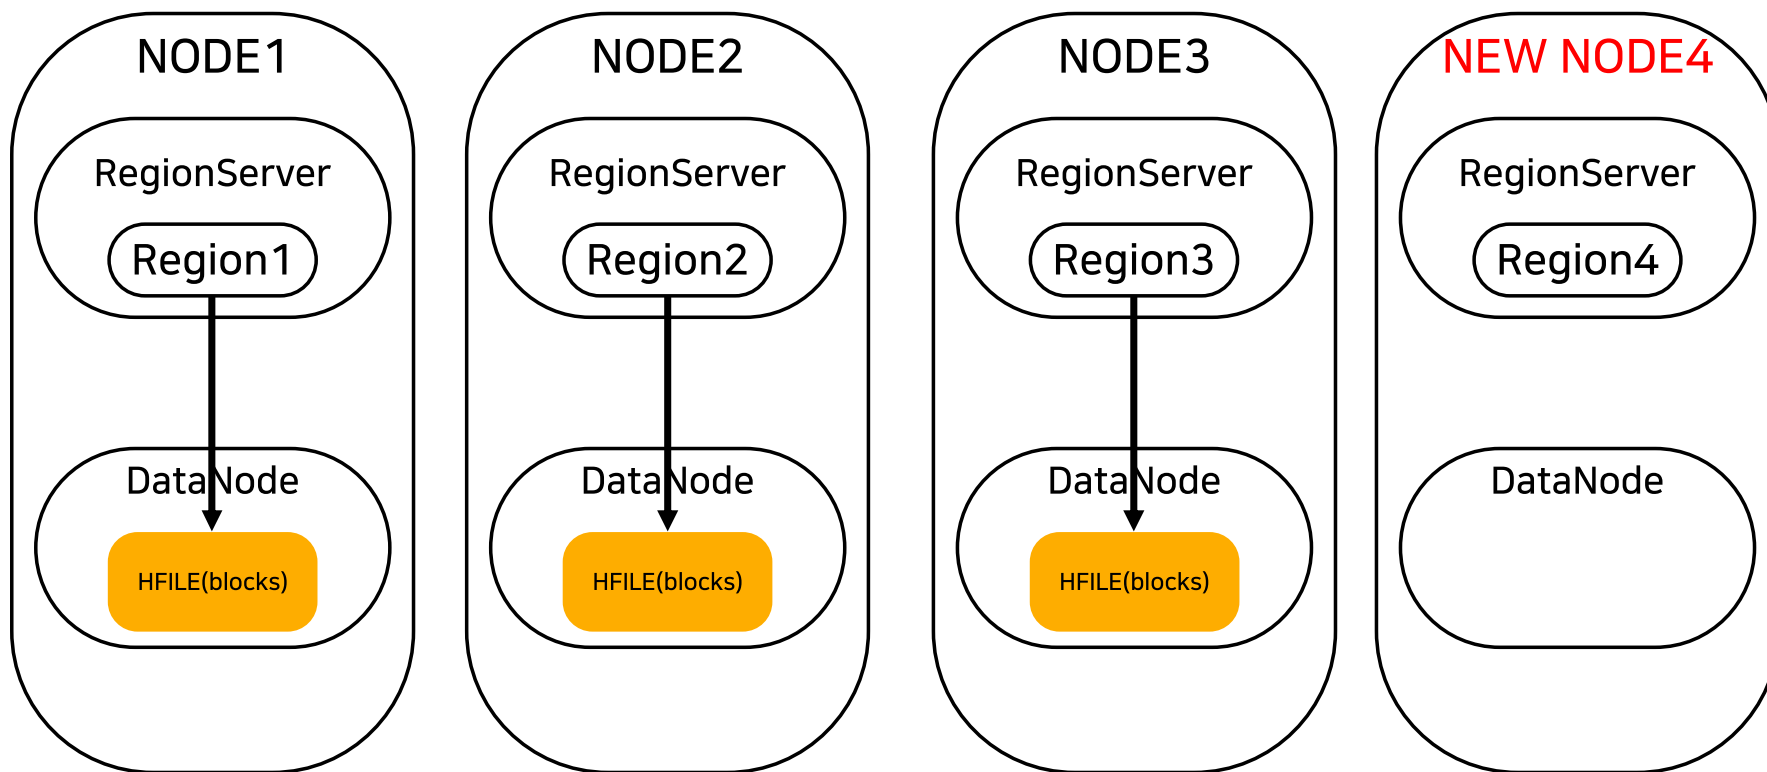 NODE1
NODE2
NODE3
NEW NODE4
RegionServer
RegionServer
RegionServer
RegionServer
Region1
Region2
Region3
Region4
DataNode
DataNode
DataNode
DataNode
HFILE(blocks)
HFILE(blocks)
HFILE(blocks)